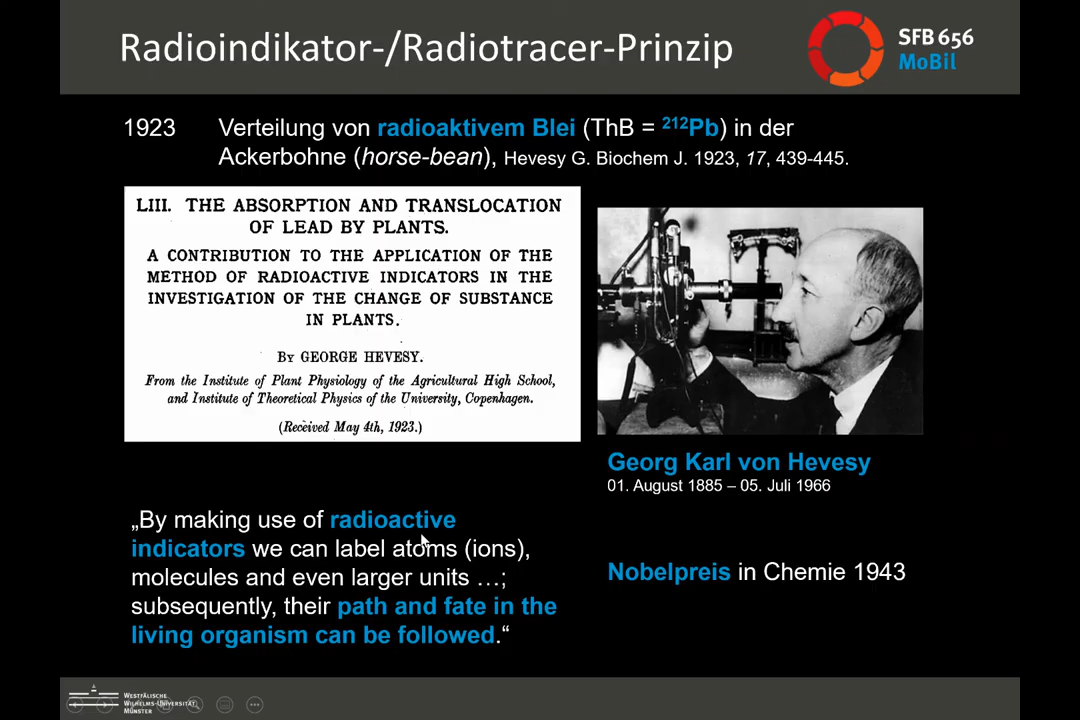 Radioindikator-/Radiotracer-Prinzip
SFB 656
MoBil
1923 Verteilung von radioaktivem Blei (ThB = ²¹²Pb) in der
Ackerbohne (horse-bean), Hevesy G. Biochem J. 1923, 17, 439-445.
LIII. THE ABSORPTION AND TRANSLOCATION
OF LEAD BY PLANTS.
A CONTRIBUTION TO THE APPLICATION OF THE
METHOD OF RADIOACTIVE INDICATORS IN THE
INVESTIGATION OF THE CHANGE OF SUBSTANCE
IN PLANTS.
By GEORGE HEVESY.
From the Institute of Plant Physiology of the Agricultural High School,
and Institute of Theoretical Physics of the University, Copenhagen.
(Received May 4th, 1923.)
Georg Karl von Hevesy
01. August 1885 – 05. Juli 1966
„By making use of radioactive
indicators we can label atoms (ions),
molecules and even larger units …;
subsequently, their path and fate in the
living organism can be followed.“
Nobelpreis in Chemie 1943
Westfälische
Wilhelms-Universität
Münster